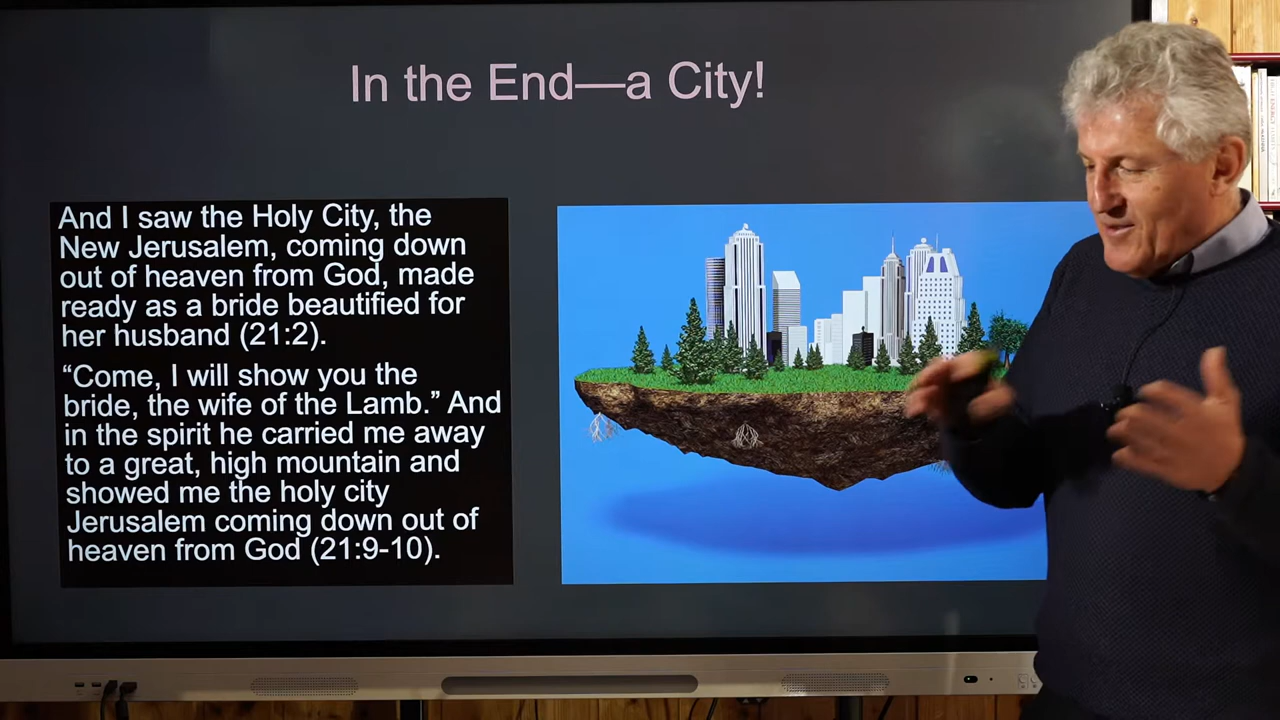 In the End—a City!
And I saw the Holy City, the
New Jerusalem, coming down
out of heaven from God, made
ready as a bride beautified for
her husband (21:2).
“Come, I will show you the
bride, the wife of the Lamb.” And
in the spirit he carried me away
to a great, high mountain and
showed me the holy city
Jerusalem coming down out of
heaven from God (21:9-10).